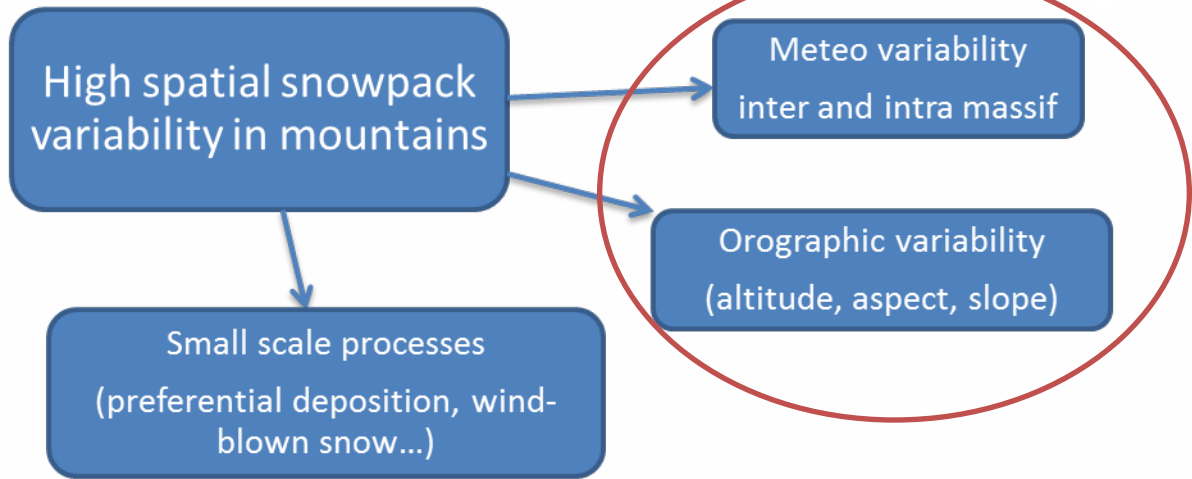 High spatial snowpack
variability in mountains
Meteo variability
inter and intra massif
Orographic variability
(altitude, aspect, slope)
Small scale processes
(preferential deposition, wind-
blown snow...)